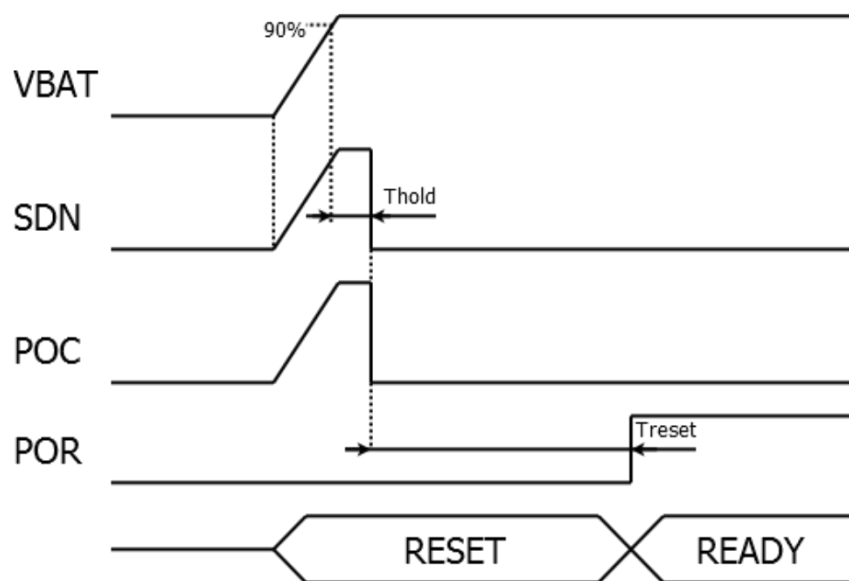 90%
VBAT
Thold
SDN
POC
Treset
POR
RESET READY